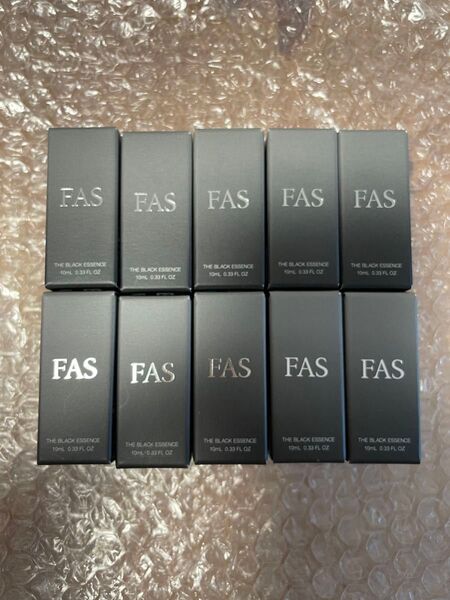 FAS
THE BLACK ESSENCE
10mL 0.33 FL OZ
FAS
THE BLACK ESSENCE
10mL 0.33 FL OZ
FAS
THE BLACK ESSENCE
10mL 0.33 FL OZ
FAS
THE BLACK ESSENCE
10mL 0.33 FL OZ
FAS
THE BLACK ESSENCE
10mL 0.33 FL OZ
FAS
THE BLACK ESSENCE
10mL 0.33 FL OZ
FAS
THE BLACK ESSENCE
10mL 0.33 FL OZ
FAS
THE BLACK ESSENCE
10mL 0.33 FL OZ
FAS
THE BLACK ESSENCE
10mL 0.33 FL OZ
FAS
THE BLACK ESSENCE
10mL 0.33 FL OZ